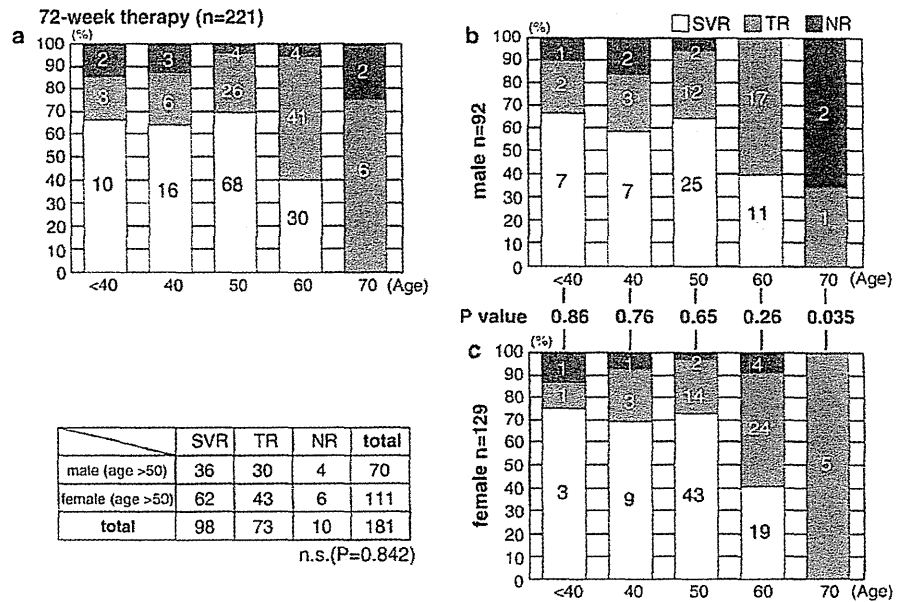 72-week therapy (n=221)
a
(%)
100
90
80
70
60
50
40
30
20
10
0
2 3 4 4 2
3 6 26 41 6
10 16 68 30
<40 40 50 60 70 (Age)
SVR TR NR
b
(%)
male n=92
100
90
80
70
60
50
40
30
20
10
0
1 2 2 17 2
2 3 12 1
7 7 25 11
<40 40 50 60 70 (Age)
P value 0.86 0.76 0.65 0.26 0.035
c
(%)
female n=129
100
90
80
70
60
50
40
30
20
10
0
1 1 2 4
1 3 14 24 5
3 9 43 19
<40 40 50 60 70 (Age)
SVR TR NR total
male (age >50) 36 30 4 70
female (age >50) 62 43 6 111
total 98 73 10 181
n.s.(P=0.842)